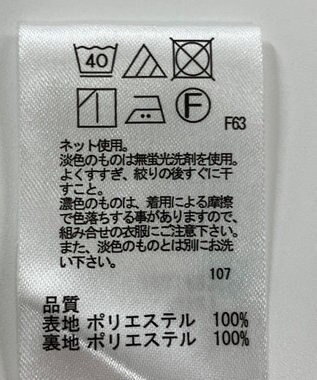 40
F
F63
ネット使用。
淡色のものは無蛍光洗剤を使用。
よくすすぎ、絞りの後すぐに干
すこと。
濃色のものは、着用による摩擦
で色落ちする事がありますので、
組み合せの衣服にご注意下さい。
また、淡色のものとは別にお洗
い下さい。
107
品質
表地 ポリエステル 100%
裏地 ポリエステル 100%